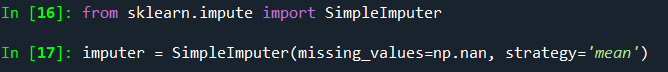 In [16]: from sklearn.impute import SimpleImputer
In [17]: imputer = SimpleImputer(missing_values=np.nan, strategy='mean')